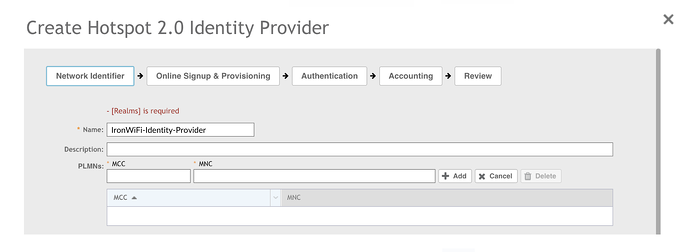 Create Hotspot 2.0 Identity Provider
Network Identifier Online Signup & Provisioning Authentication Accounting Review
- [Realms] is required
* Name: IronWiFi-Identity-Provider
Description:
PLMNs: * MCC * MNC
Add Cancel Delete
MCC MNC